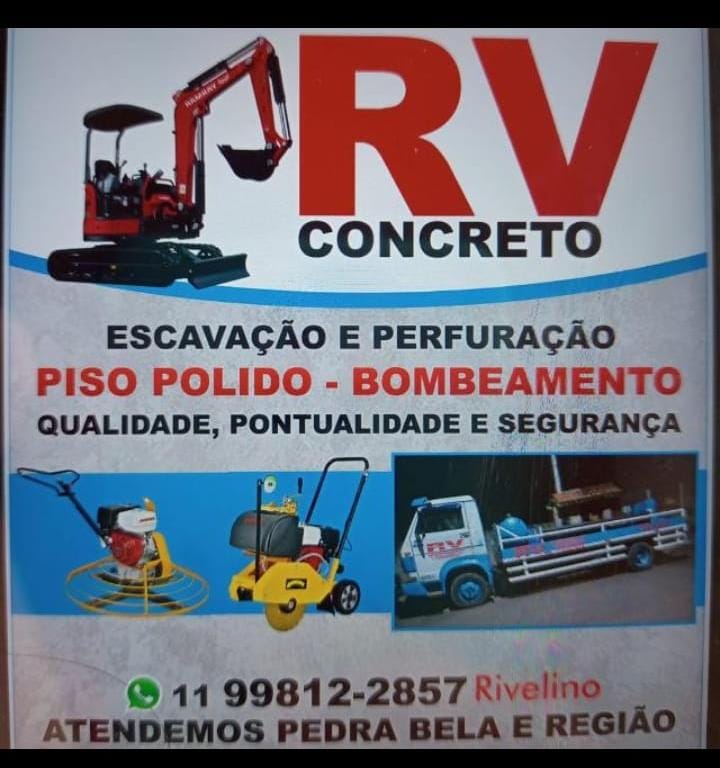 RV
CONCRETO
ESCAVAÇÃO E PERFURAÇÃO
PISO POLIDO - BOMBEAMENTO
QUALIDADE, PONTUALIDADE E SEGURANÇA
RV
RV
11 99812-2857 Rivelino
ATENDEMOS PEDRA BELA E REGIÃO